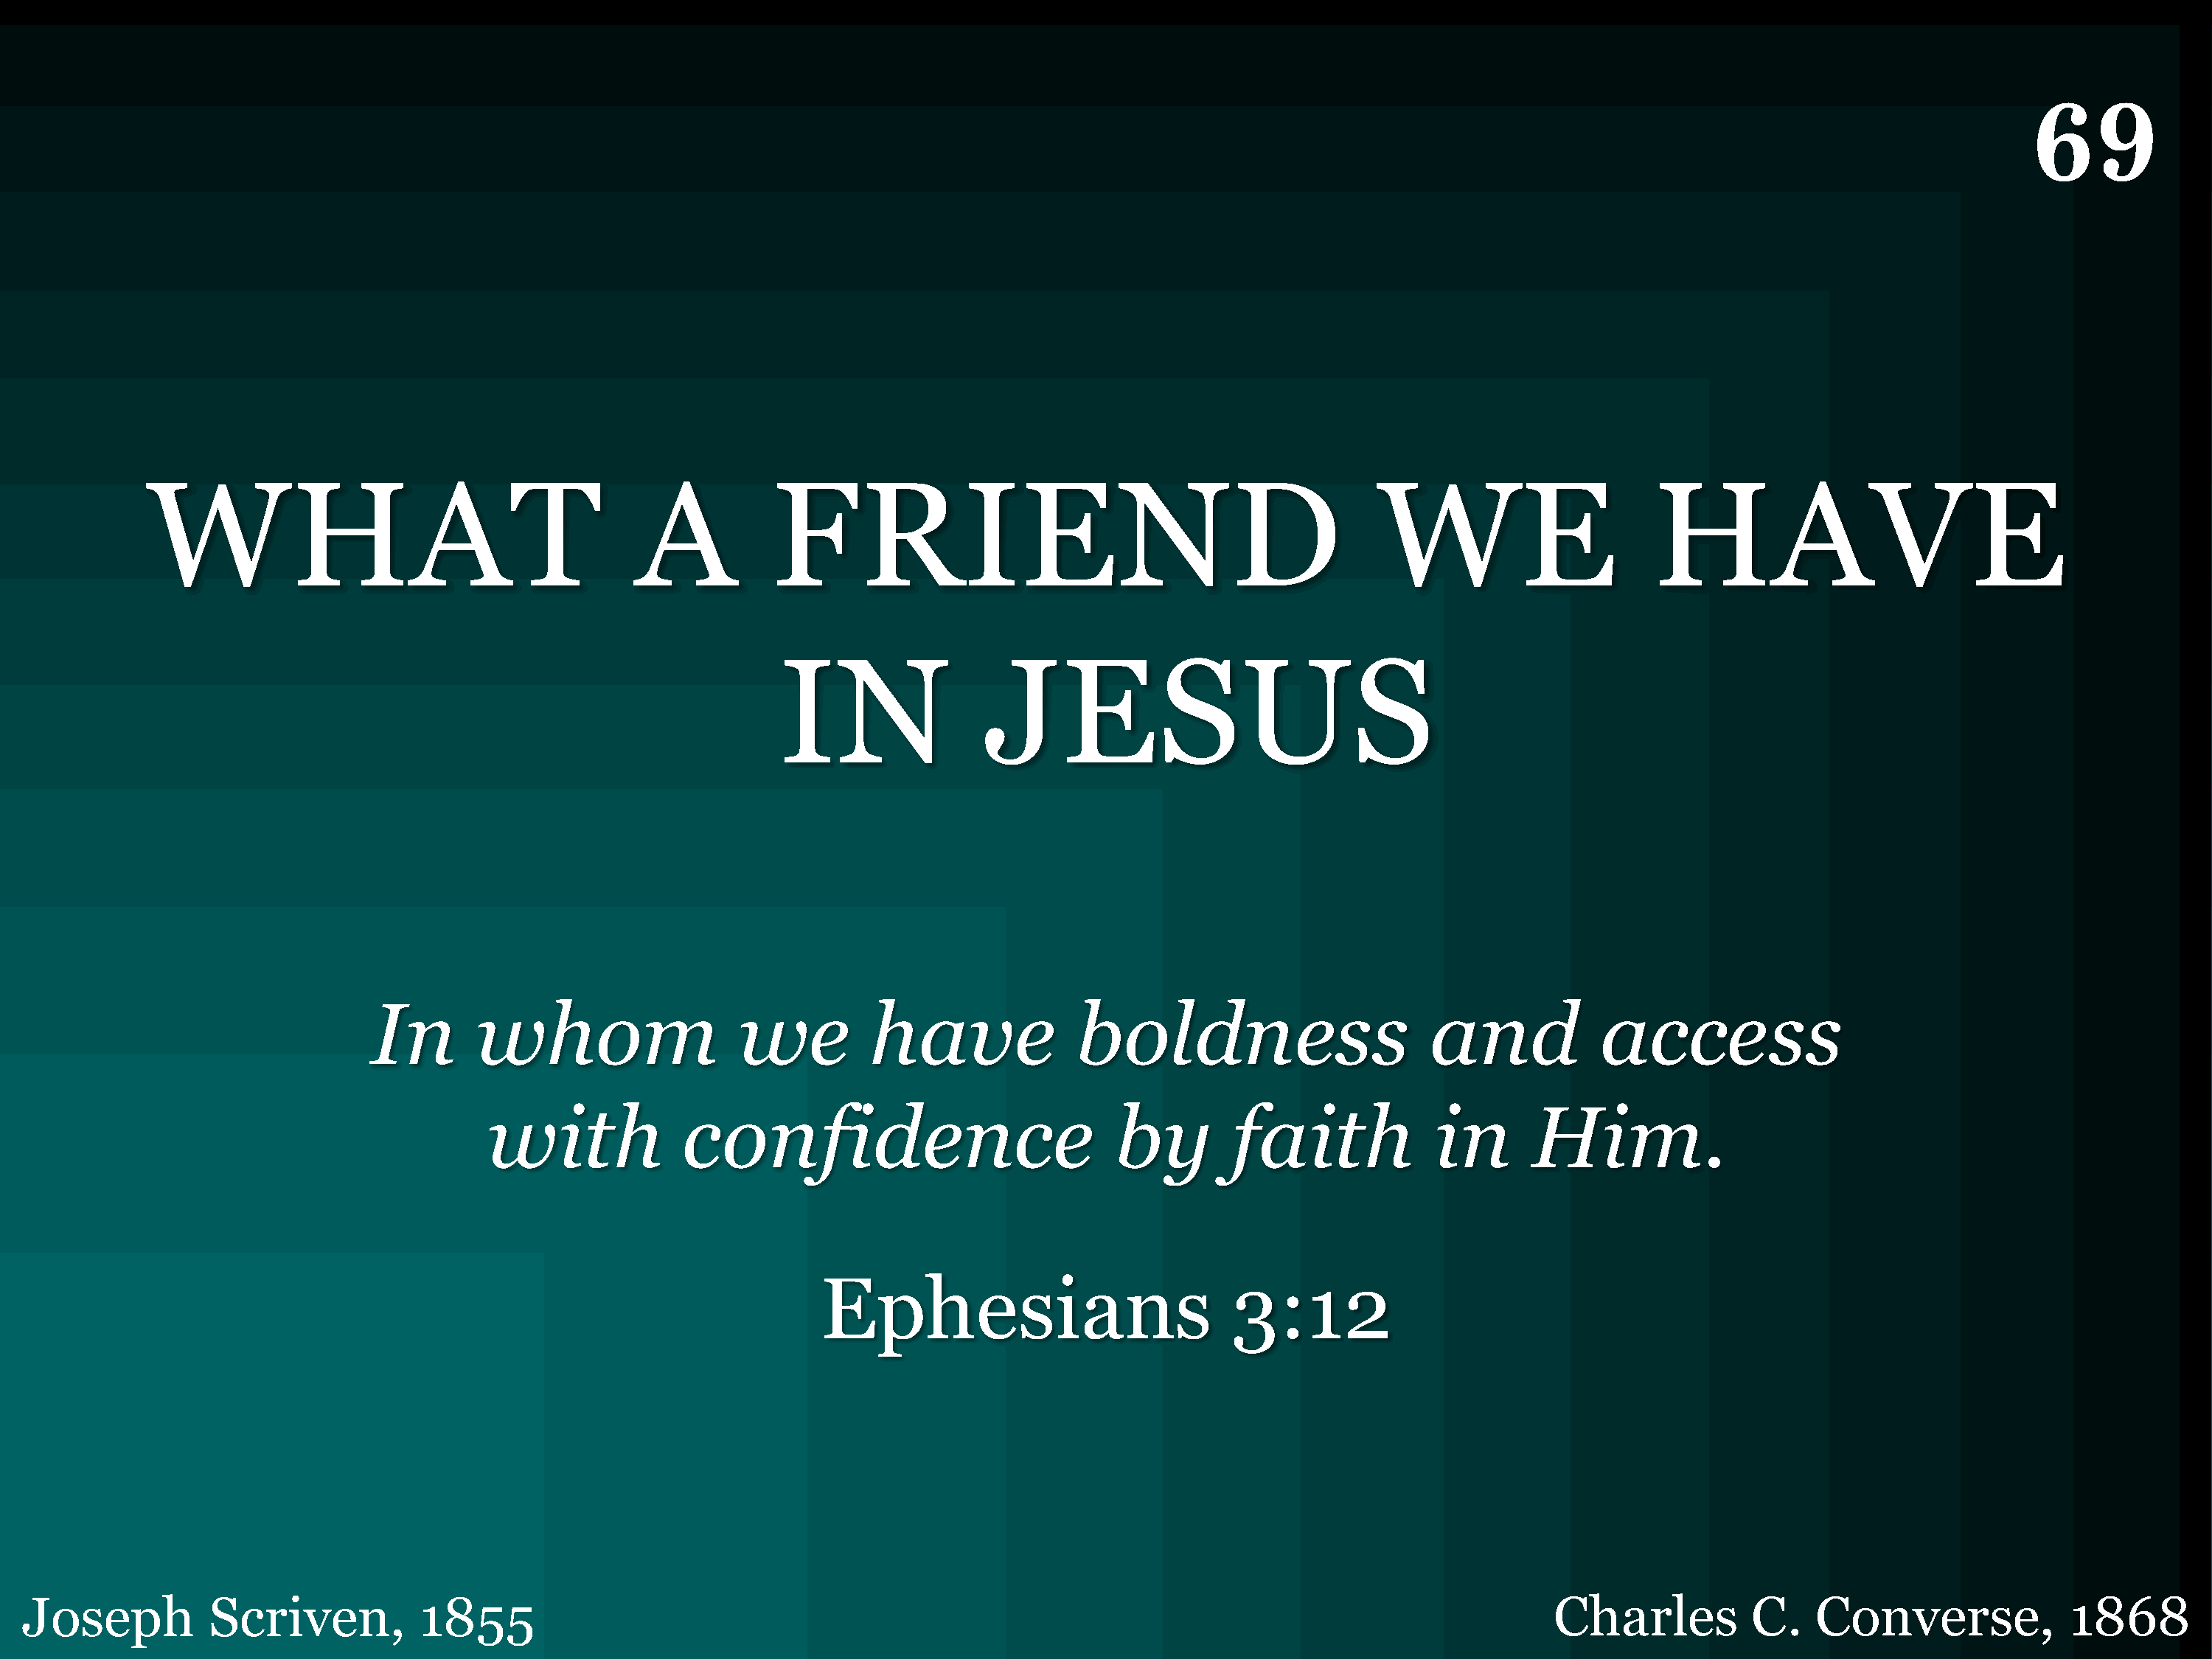 69
WHAT A FRIEND WE HAVE
IN JESUS
In whom we have boldness and access
with confidence by faith in Him.
Ephesians 3:12
Joseph Scriven, 1855
Charles C. Converse, 1868